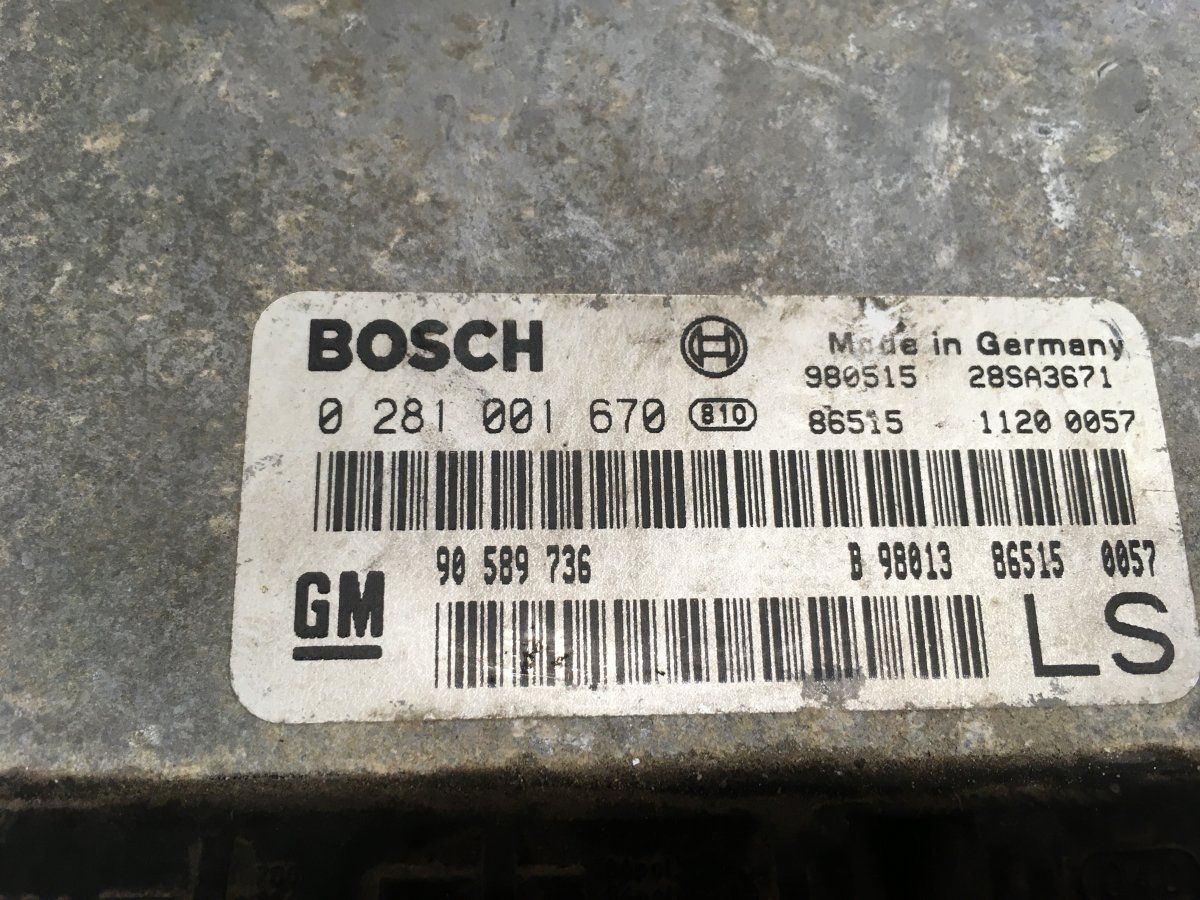 BOSCH
Made in Germany
980515 28SA3671
0 281 001 670 810 86515 1120 0057
90 589 736 B 98013 86515 0057
GM
LS